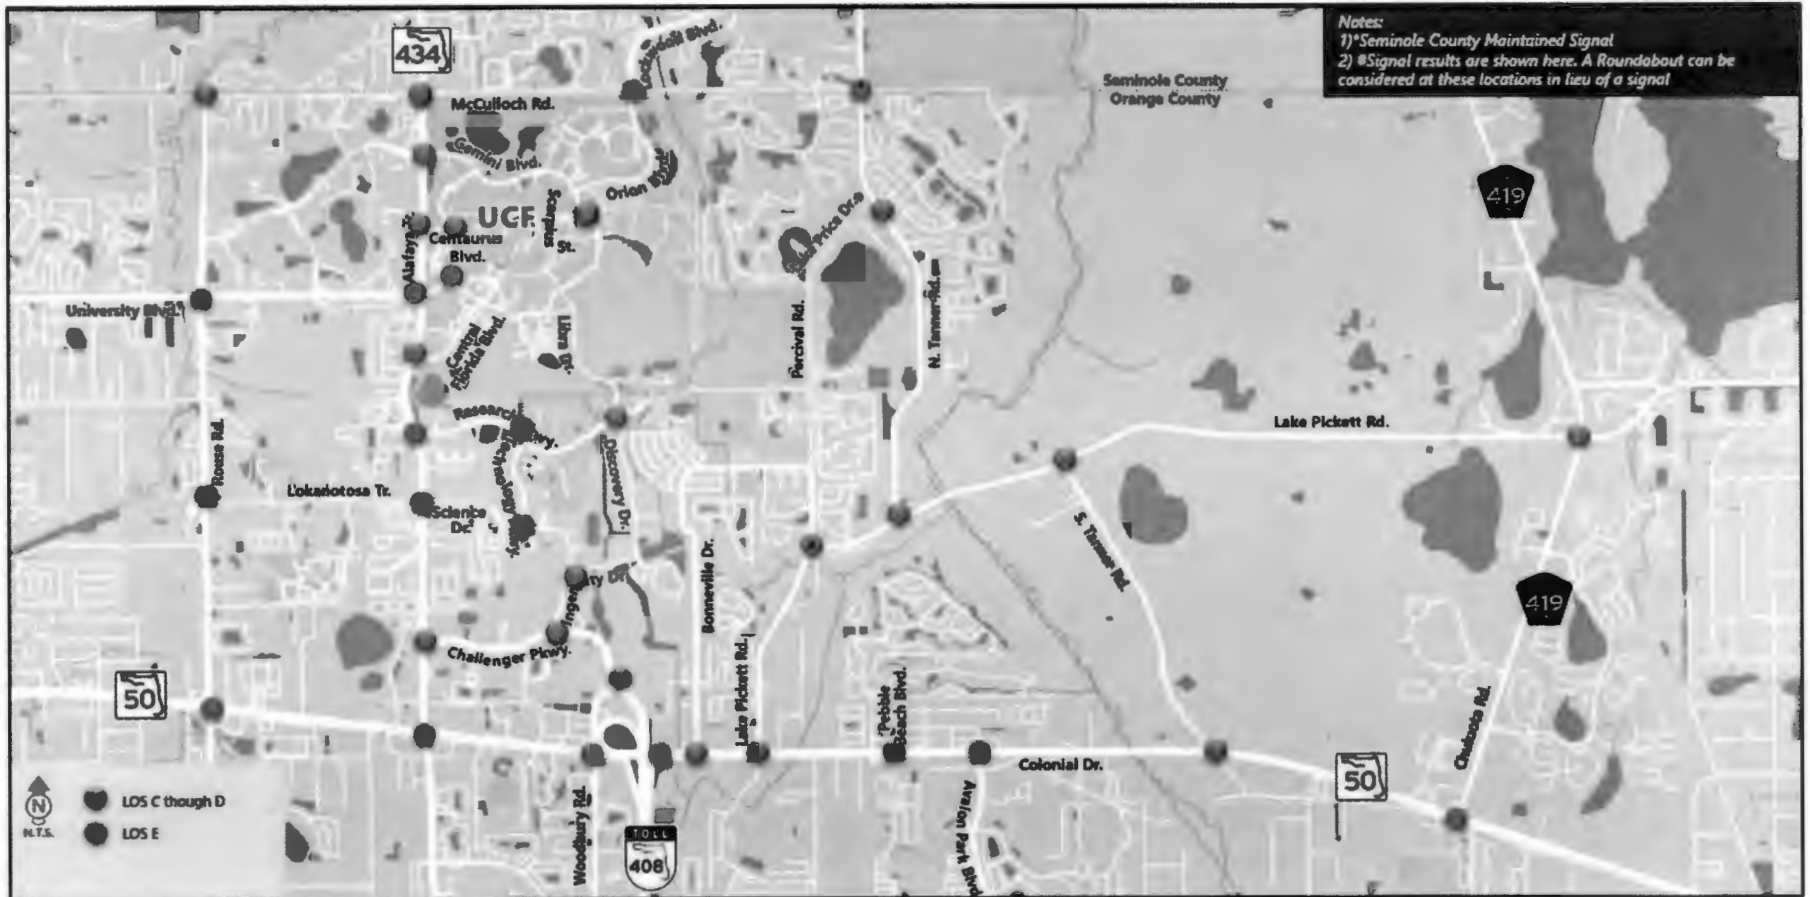 Notes:
1)*Seminole County Maintained Signal
2) #Signal results are shown here. A Roundabout can be
considered at these locations in lieu of a signal
434
Lockwood Blvd.
McCulloch Rd.
Seminole County
Orange County
Gemini Blvd.
Orion Blvd.
419
UCF
Scorpius
St.
Price Dr.
Alafaya Tr.
Centaurus
Blvd.
University Blvd.
Central
Florida Blvd.
Libra Dr.
Percival Rd.
N. Tanner Rd.
Research
Pkwy.
Lake Pickett Rd.
Rouse Rd.
Discovery Dr.
Lokanotosa Tr.
Science
Dr.
S. Tanner Rd.
Bonneville Dr.
419
Challenger Pkwy.
Lake Pickett Rd.
Pebble
Beach Blvd.
Chuluota Rd.
50
Colonial Dr.
50
N
N.T.S.
LOS C though D
LOS E
Woodbury Rd.
TOLL
408
Avalon Park Blvd